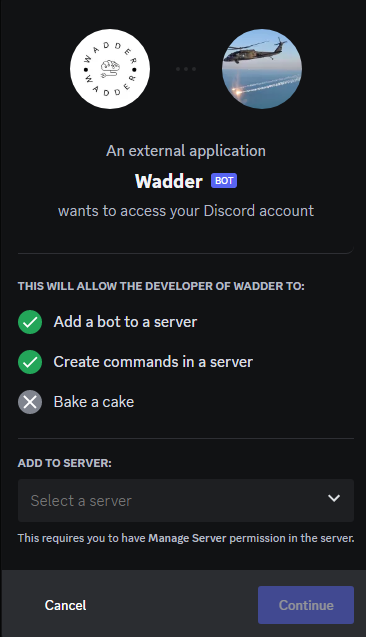 WADDER
WADDER
An external application
Wadder BOT
wants to access your Discord account
THIS WILL ALLOW THE DEVELOPER OF WADDER TO:
Add a bot to a server
Create commands in a server
Bake a cake
ADD TO SERVER:
Select a server
This requires you to have Manage Server permission in the server.
Cancel
Continue